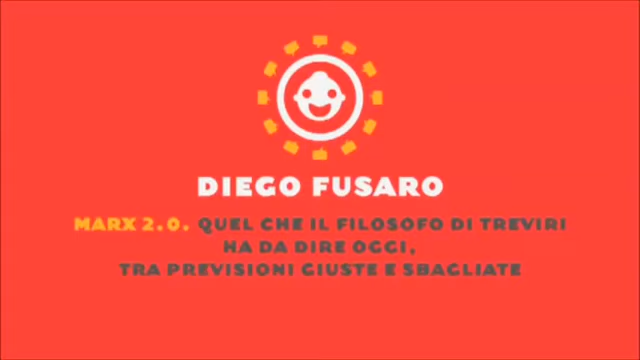 DIEGO FUSARO
MARX 2.0. QUEL CHE IL FILOSOFO DI TREVIRI
HA DA DIRE OGGI,
TRA PREVISIONI GIUSTE E SBAGLIATE